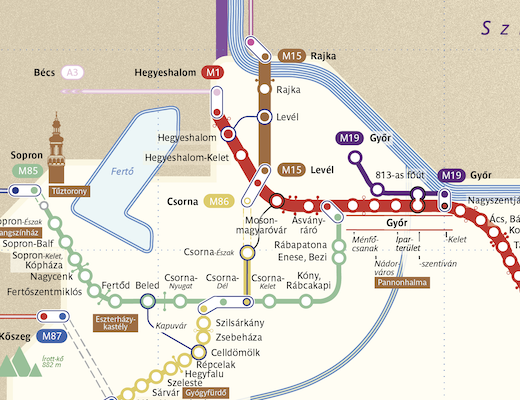 S z
M15 Rajka
Bécs A3
Hegyeshalom M1
Rajka
Levél
Hegyeshalom
M19 Győr
Hegyeshalom-Kelet
Sopron
M85
Fertő
M15 Levél
813-as főút
M19 Győr
Tűztorony
Csorna M86
Moson-
magyaróvár
Ásvány-
ráró
Nagyszentj
Győr
Ács, Bá
Ko
T
opron-Észak
angszínház
Sopron-Balf
Sopron-Kelet,
Kópháza
Nagycenk
Fertőszentmiklós
Csorna-Észak
Rábapatona
Enese, Bezi
Ménfő-
csanak
Ipar-
terület
Kelet
Nádor-
város
-szentiván
Pannonhalma
Fertőd
Beled
Csorna-
Nyugat
Csorna-
Dél
Csorna-
Kelet
Kóny,
Rábcakapi
Eszterházy-
kastély
Kapuvár
Szilsárkány
Zsebeháza
Kőszeg M87
Celldömölk
Írott-kő
882 m
Répcelak
Hegyfalu
Szeleste
Sárvár
Gyógyfürdő